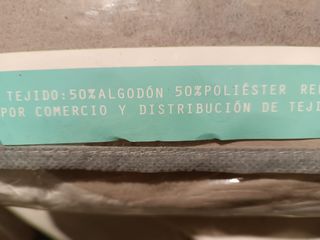 TEJIDO:50%ALGODÓN 50%POLIÉSTER
POR COMERCIO Y DISTRIBUCIÓN DE